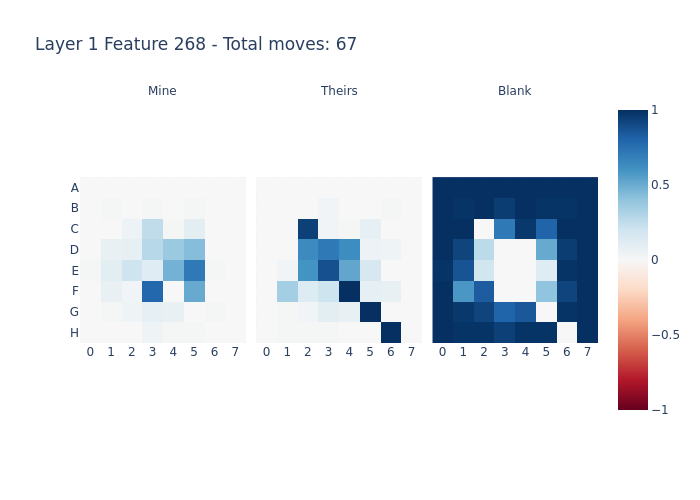 Layer 1 Feature 268 - Total moves: 67
Mine Theirs Blank
A
B
C
D
E
F
G
H
0 1 2 3 4 5 6 7 0 1 2 3 4 5 6 7 0 1 2 3 4 5 6 7
1
0.5
0
−0.5
−1